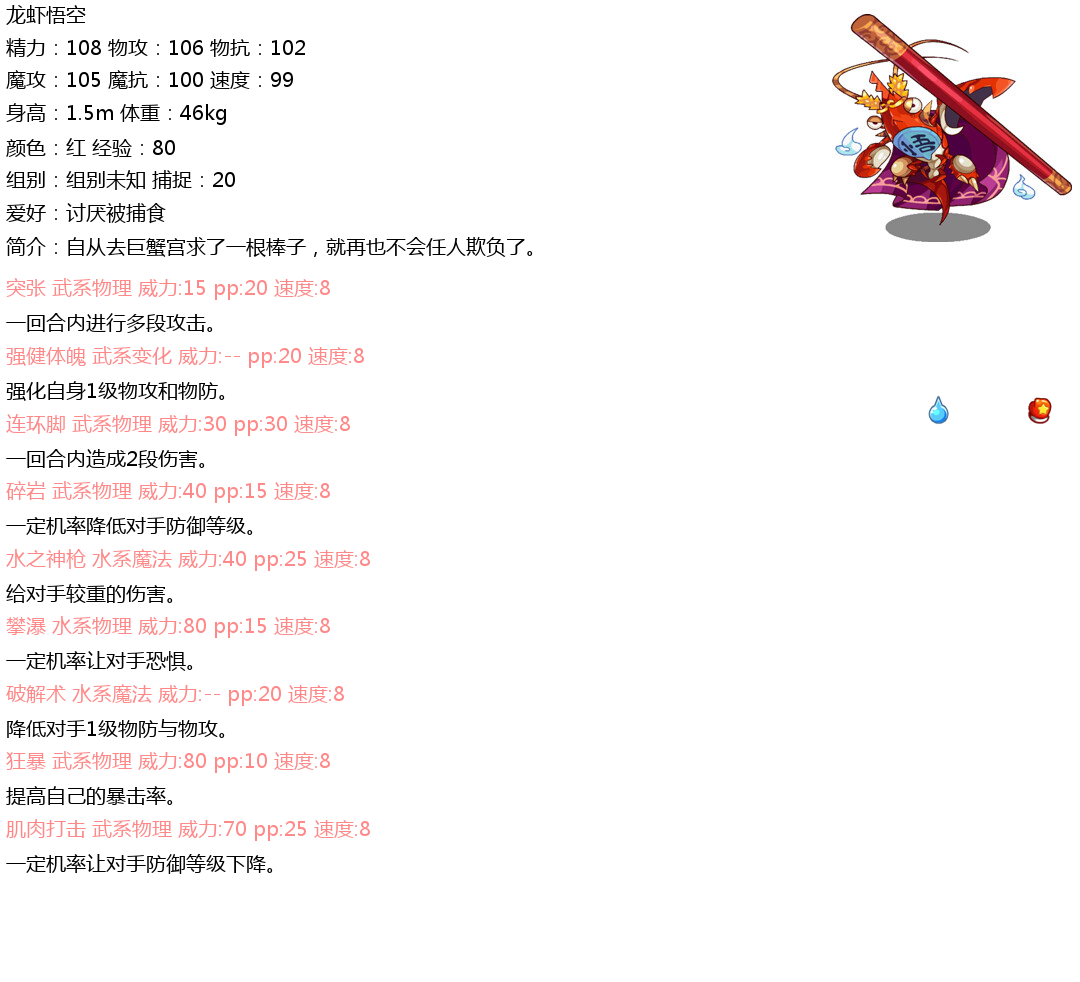 龙虾悟空
精力：108 物攻：106 物抗：102
魔攻：105 魔抗：100 速度：99
身高：1.5m 体重：46kg
颜色：红 经验：80
组别：组别未知 捕捉：20
爱好：讨厌被捕食
简介：自从去巨蟹宫求了一根棒子，就再也不会任人欺负了。
突张 武系物理 威力:15 pp:20 速度:8
一回合内进行多段攻击。
强健体魄 武系变化 威力:-- pp:20 速度:8
强化自身1级物攻和物防。
连环脚 武系物理 威力:30 pp:30 速度:8
一回合内造成2段伤害。
碎岩 武系物理 威力:40 pp:15 速度:8
一定机率降低对手防御等级。
水之神枪 水系魔法 威力:40 pp:25 速度:8
给对手较重的伤害。
攀瀑 水系物理 威力:80 pp:15 速度:8
一定机率让对手恐惧。
破解术 水系魔法 威力:-- pp:20 速度:8
降低对手1级物防与物攻。
狂暴 武系物理 威力:80 pp:10 速度:8
提高自己的暴击率。
肌肉打击 武系物理 威力:70 pp:25 速度:8
一定机率让对手防御等级下降。
悟